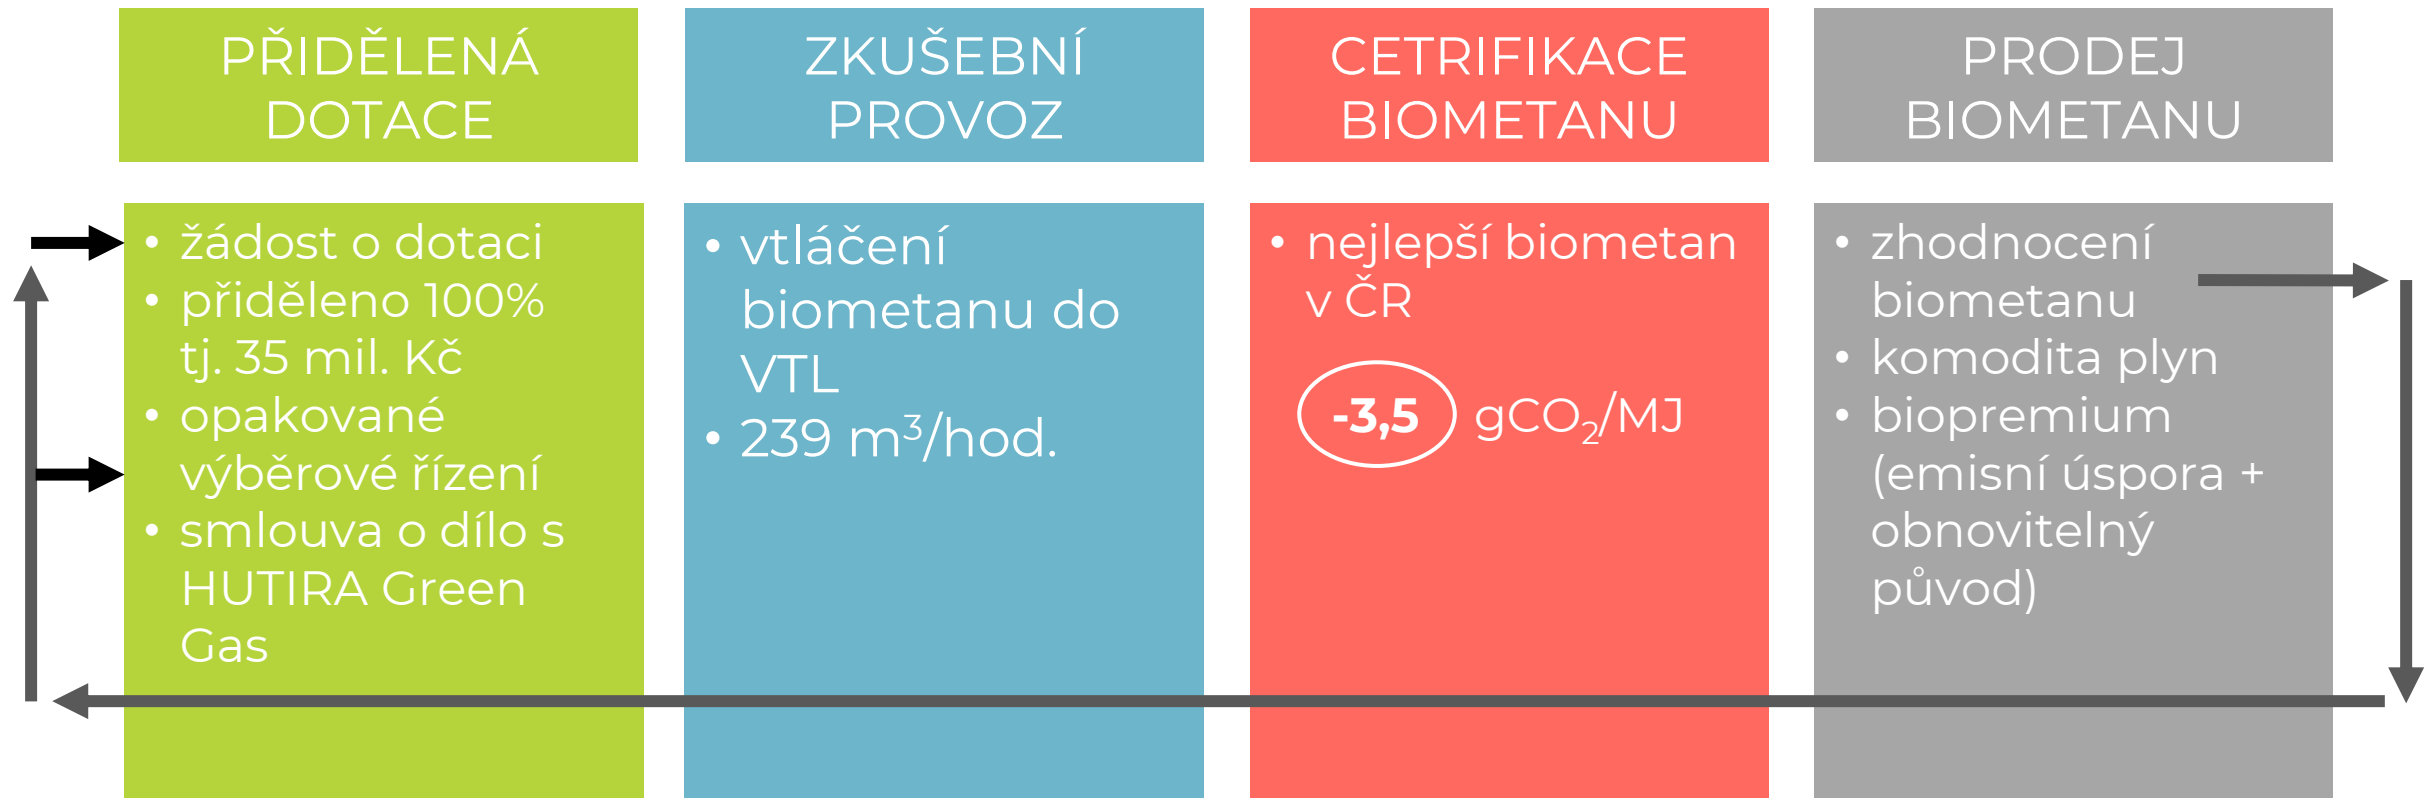 PŘIDĚLENÁ
DOTACE
• žádost o dotaci
• přiděleno 100%
tj. 35 mil. Kč
• opakované
výběrové řízení
• smlouva o dílo s
HUTIRA Green
Gas
ZKUŠEBNÍ
PROVOZ
• vtláčení
biometanu do
VTL
• 239 m³/hod.
CETRIFIKACE
BIOMETANU
• nejlepší biometan
v ČR
-3,5 gCO₂/MJ
PRODEJ
BIOMETANU
• zhodnocení
biometanu
• komodita plyn
• biopremium
(emisní úspora +
obnovitelný
původ)